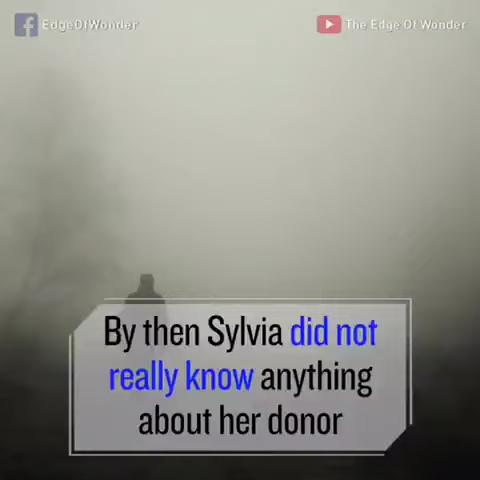 EdgeOfWonder
The Edge Of Wonder
By then Sylvia did not
really know anything
about her donor